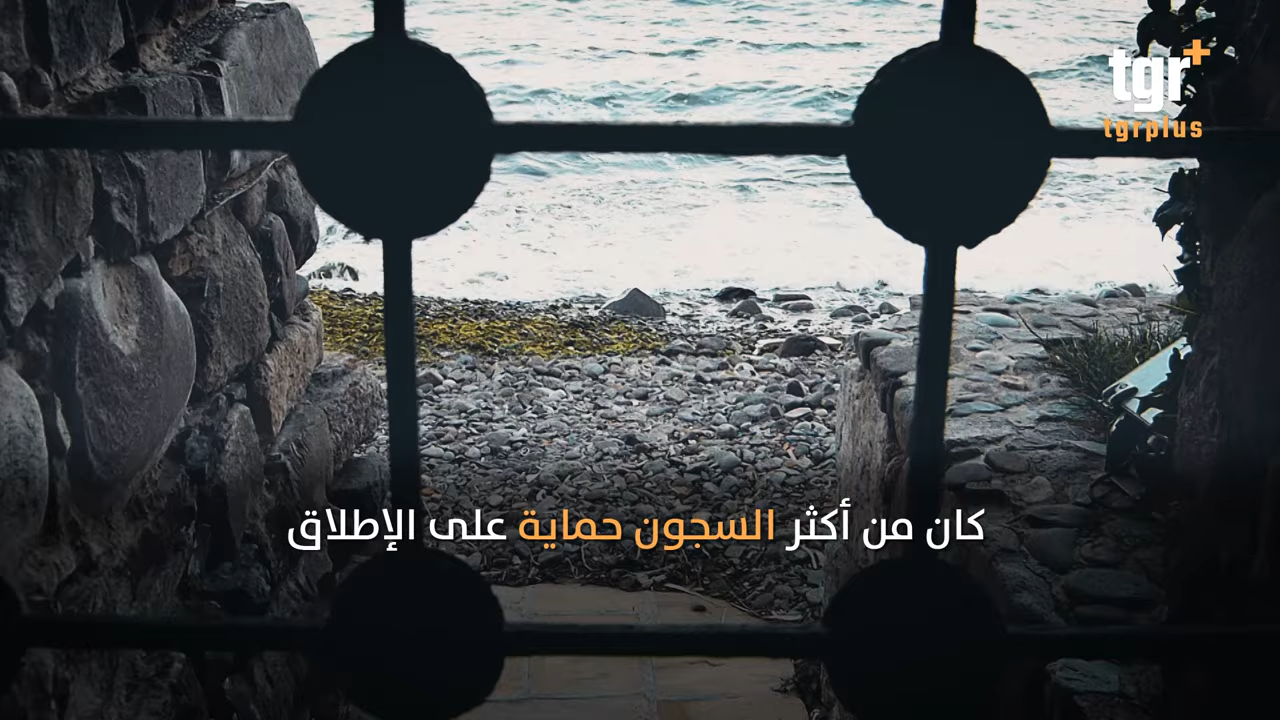 tgr+
tgrplus
كان من أكثر السجون حماية على الإطلاق